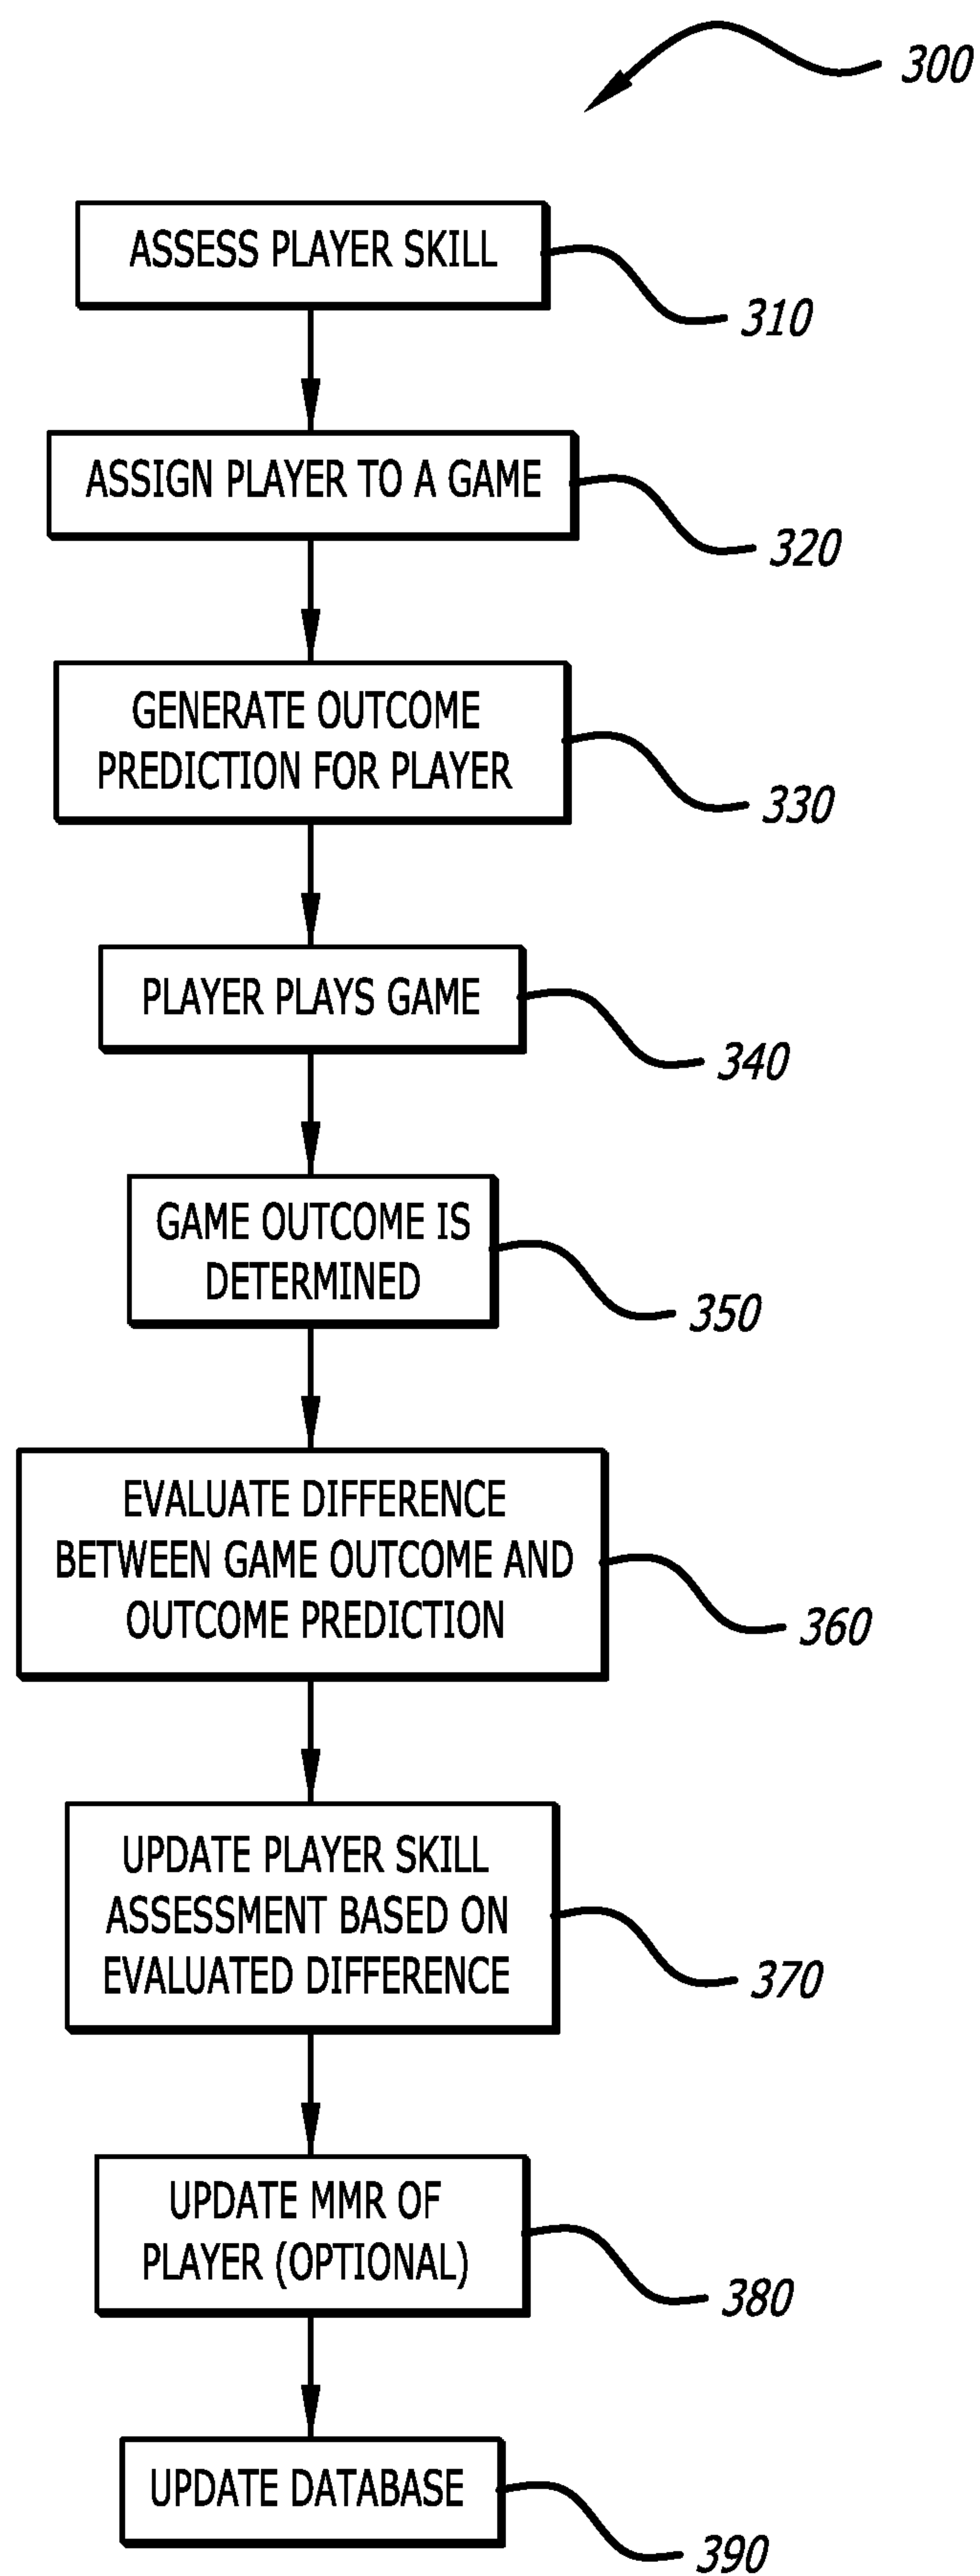 300
ASSESS PLAYER SKILL
310
ASSIGN PLAYER TO A GAME
320
GENERATE OUTCOME
PREDICTION FOR PLAYER
330
PLAYER PLAYS GAME
340
GAME OUTCOME IS
DETERMINED
350
EVALUATE DIFFERENCE
BETWEEN GAME OUTCOME AND
OUTCOME PREDICTION
360
UPDATE PLAYER SKILL
ASSESSMENT BASED ON
EVALUATED DIFFERENCE
370
UPDATE MMR OF
PLAYER (OPTIONAL)
380
UPDATE DATABASE
390